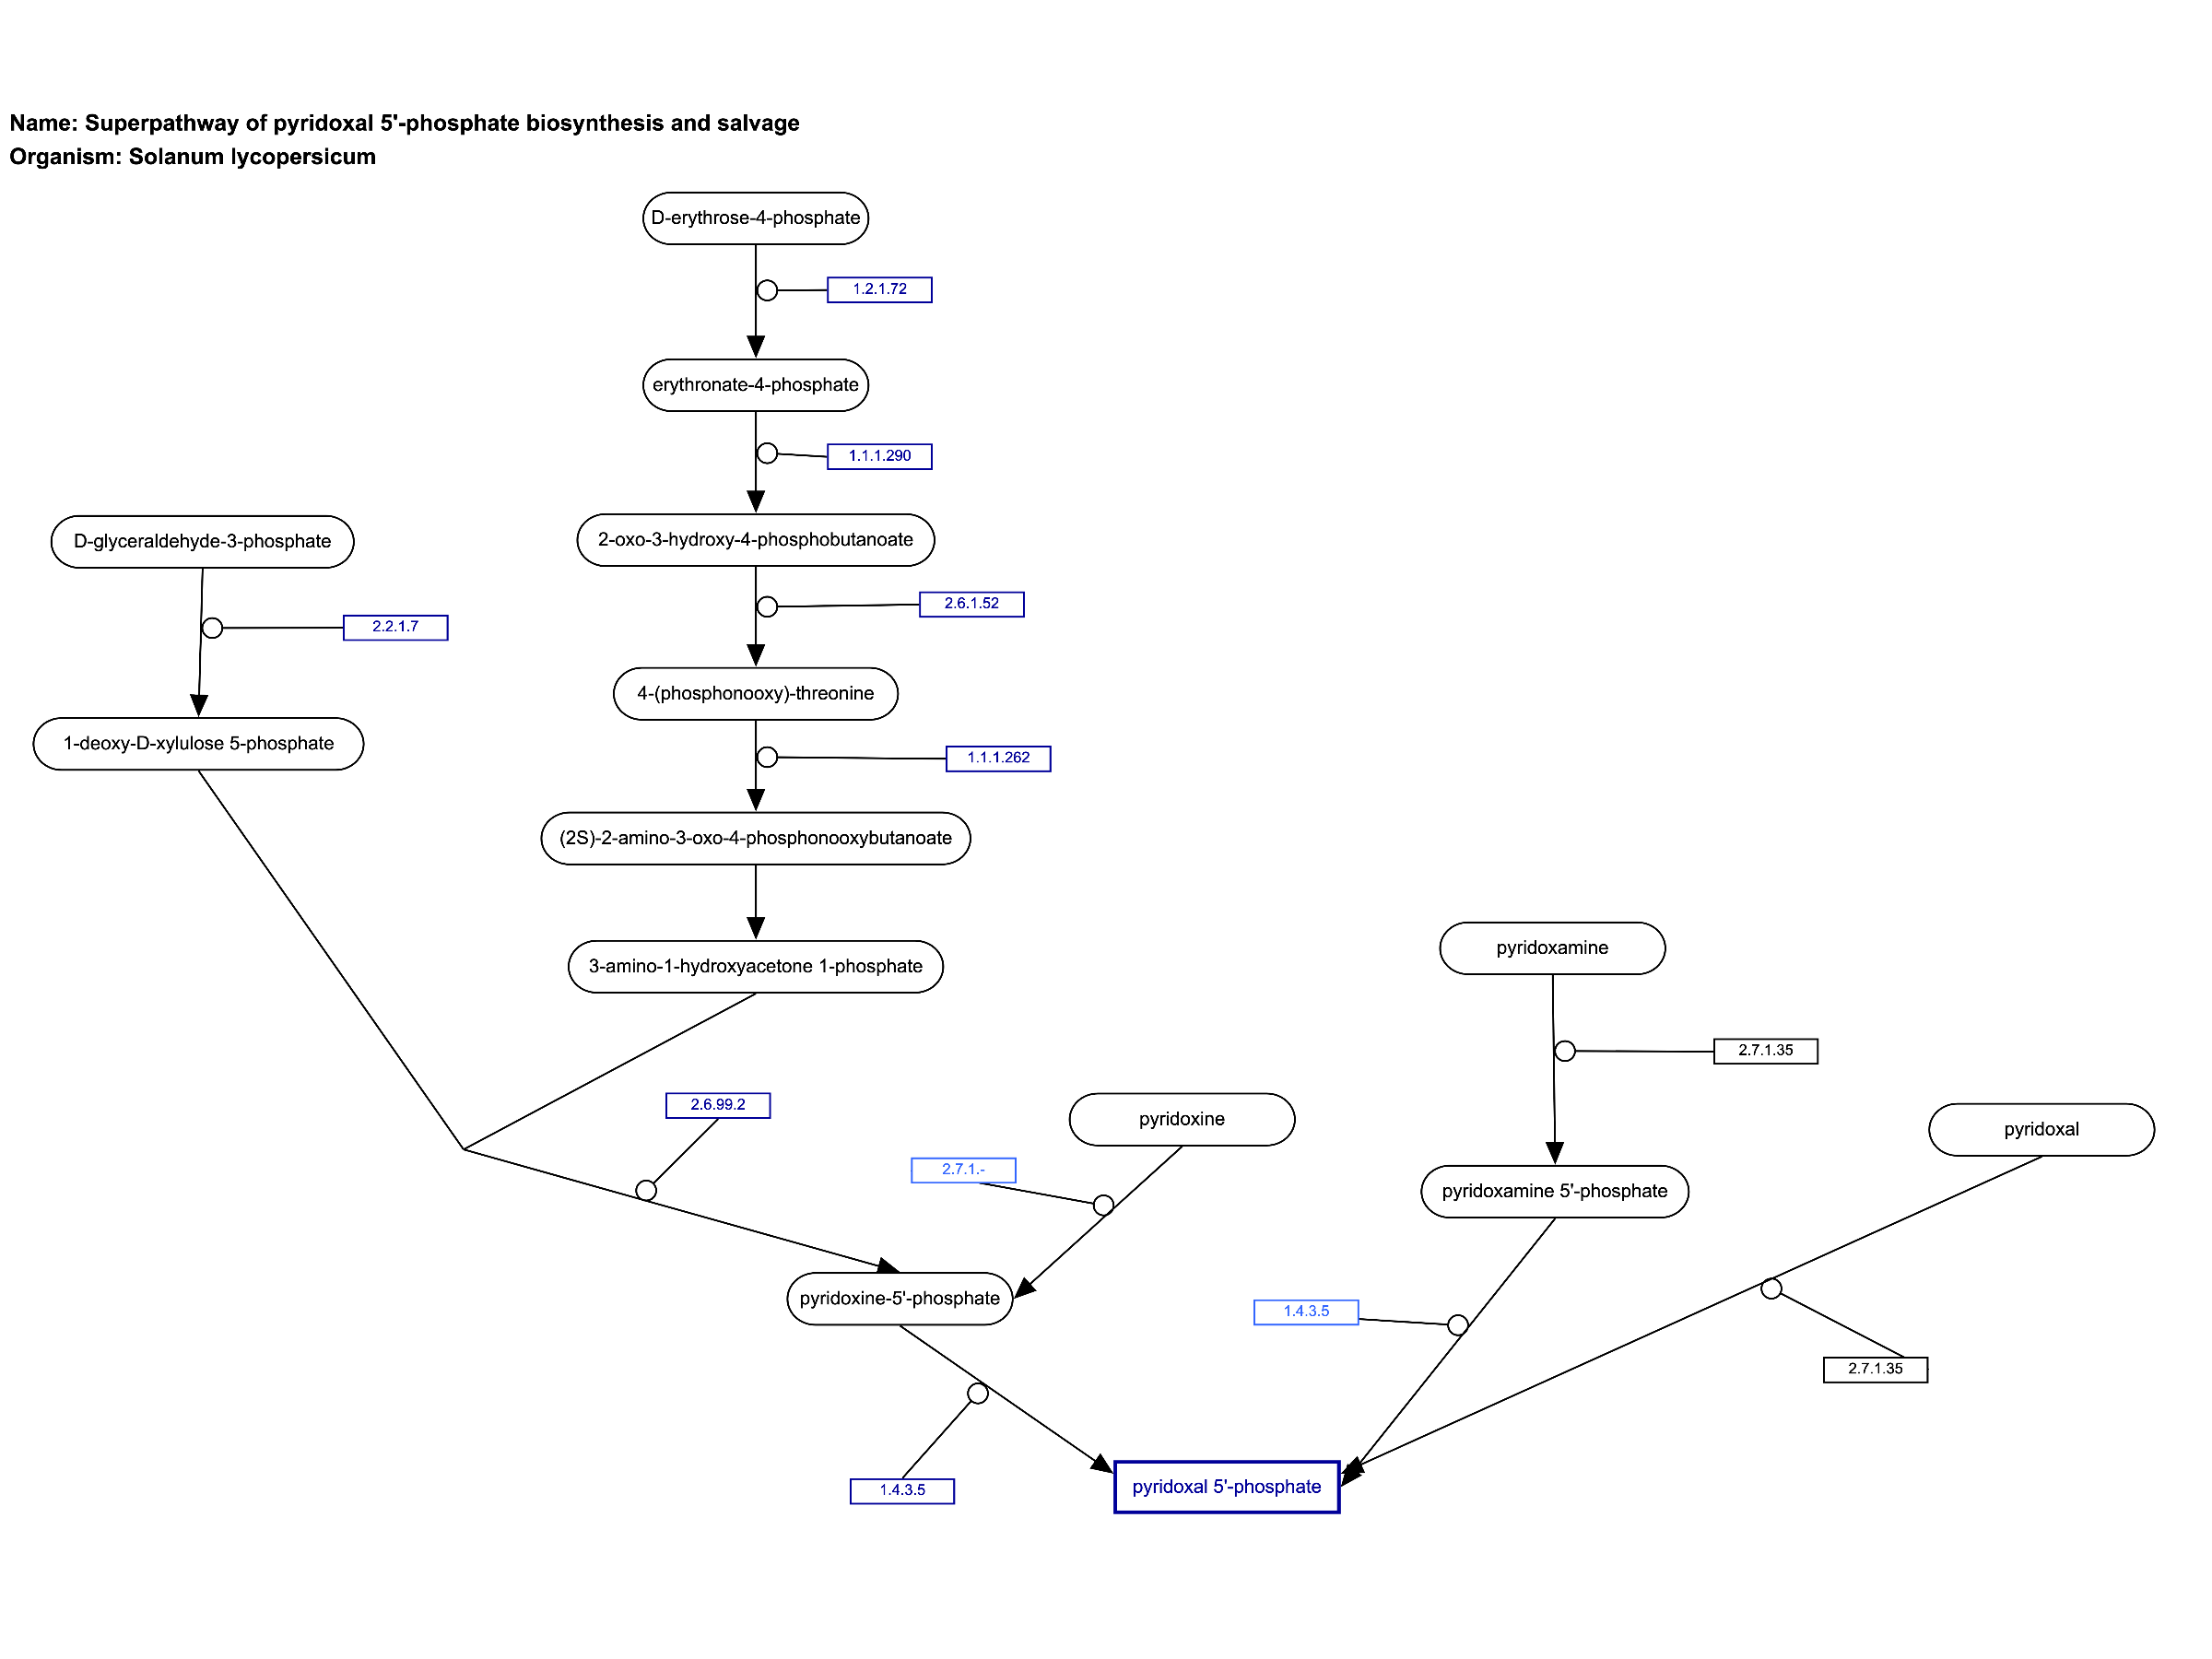 Name: Superpathway of pyridoxal 5'-phosphate biosynthesis and salvage
Organism: Solanum lycopersicum
D-erythrose-4-phosphate
1.2.1.72
erythronate-4-phosphate
1.1.1.290
D-glyceraldehyde-3-phosphate
2-oxo-3-hydroxy-4-phosphobutanoate
2.6.1.52
2.2.1.7
4-(phosphonooxy)-threonine
1-deoxy-D-xylulose 5-phosphate
1.1.1.262
(2S)-2-amino-3-oxo-4-phosphonooxybutanoate
3-amino-1-hydroxyacetone 1-phosphate
pyridoxamine
2.7.1.35
2.6.99.2
pyridoxine
pyridoxal
2.7.1.-
pyridoxamine 5'-phosphate
pyridoxine-5'-phosphate
1.4.3.5
2.7.1.35
1.4.3.5
pyridoxal 5'-phosphate